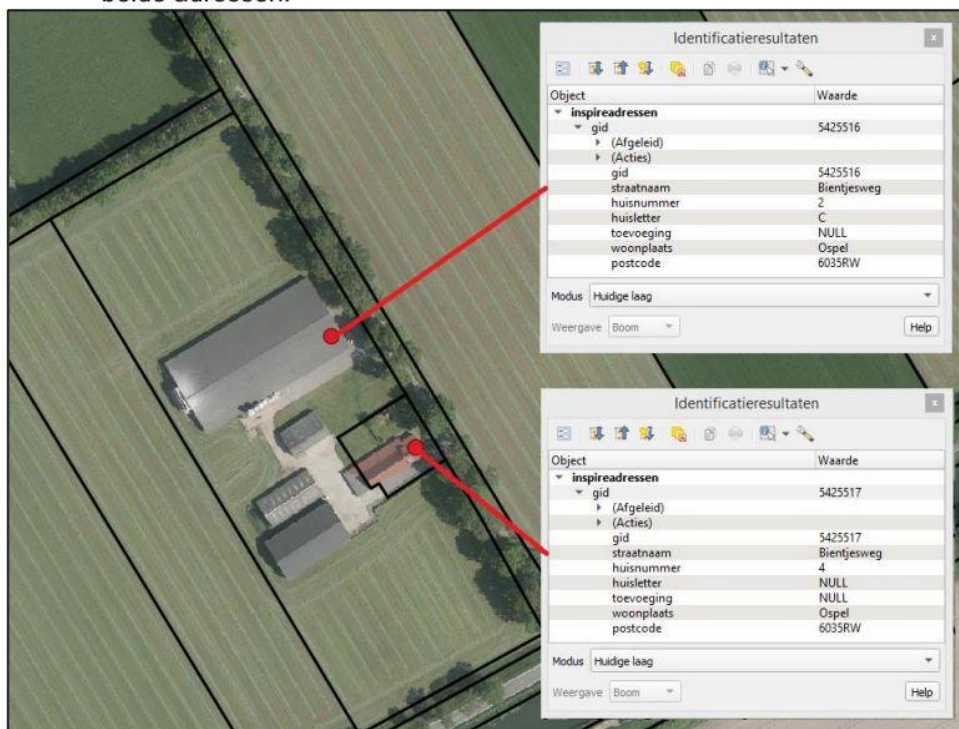 beide adressen.
Identificatieresultaten
x
Object Waarde
inspireadressen
gid 5425516
(Afgeleid)
(Acties)
gid 5425516
straatnaam Bientjesweg
huisnummer 2
huisletter C
toevoeging NULL
woonplaats Ospel
postcode 6035RW
Modus Huidige laag
Weergave Boom Help
Identificatieresultaten
x
Object Waarde
inspireadressen
gid 5425517
(Afgeleid)
(Acties)
gid 5425517
straatnaam Bientjesweg
huisnummer 4
huisletter NULL
toevoeging NULL
woonplaats Ospel
postcode 6035RW
Modus Huidige laag
Weergave Boom Help